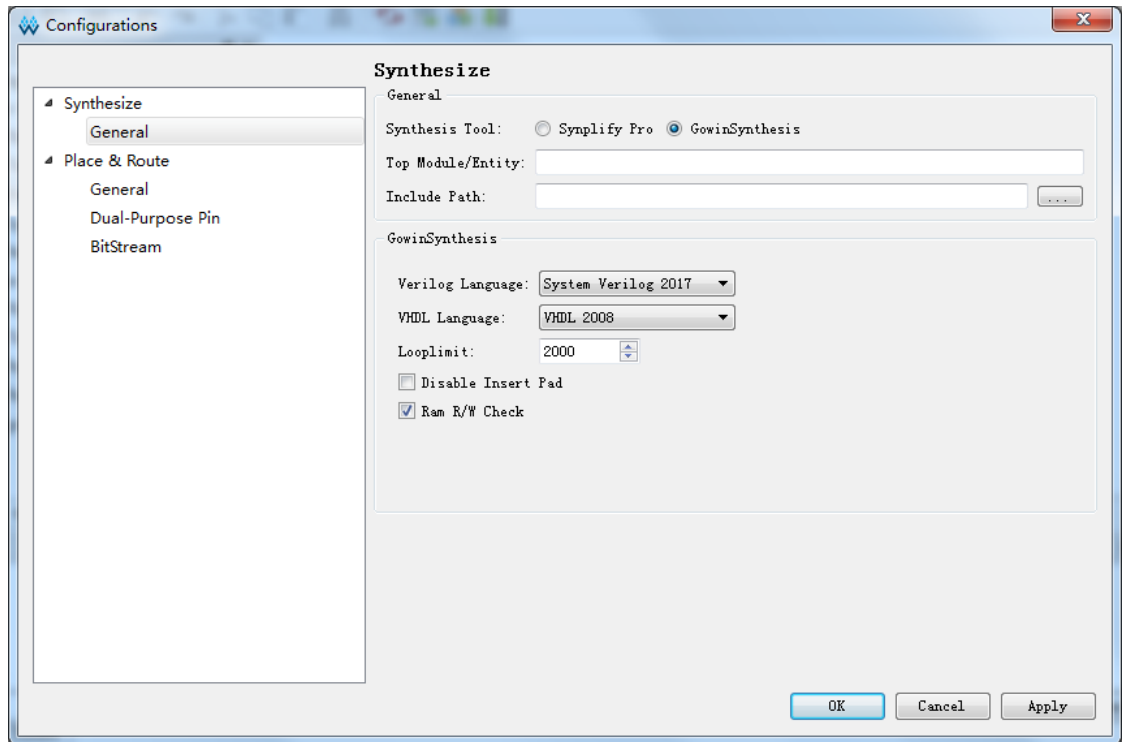 Configurations
Synthesize
General
Place & Route
General
Dual-Purpose Pin
BitStream
Synthesize
General
Synthesis Tool: Synplify Pro GowinSynthesis
Top Module/Entity:
Include Path: ...
GowinSynthesis
Verilog Language: System Verilog 2017
VHDL Language: VHDL 2008
Looplimit: 2000
Disable Insert Pad
Ram R/W Check
OK Cancel Apply